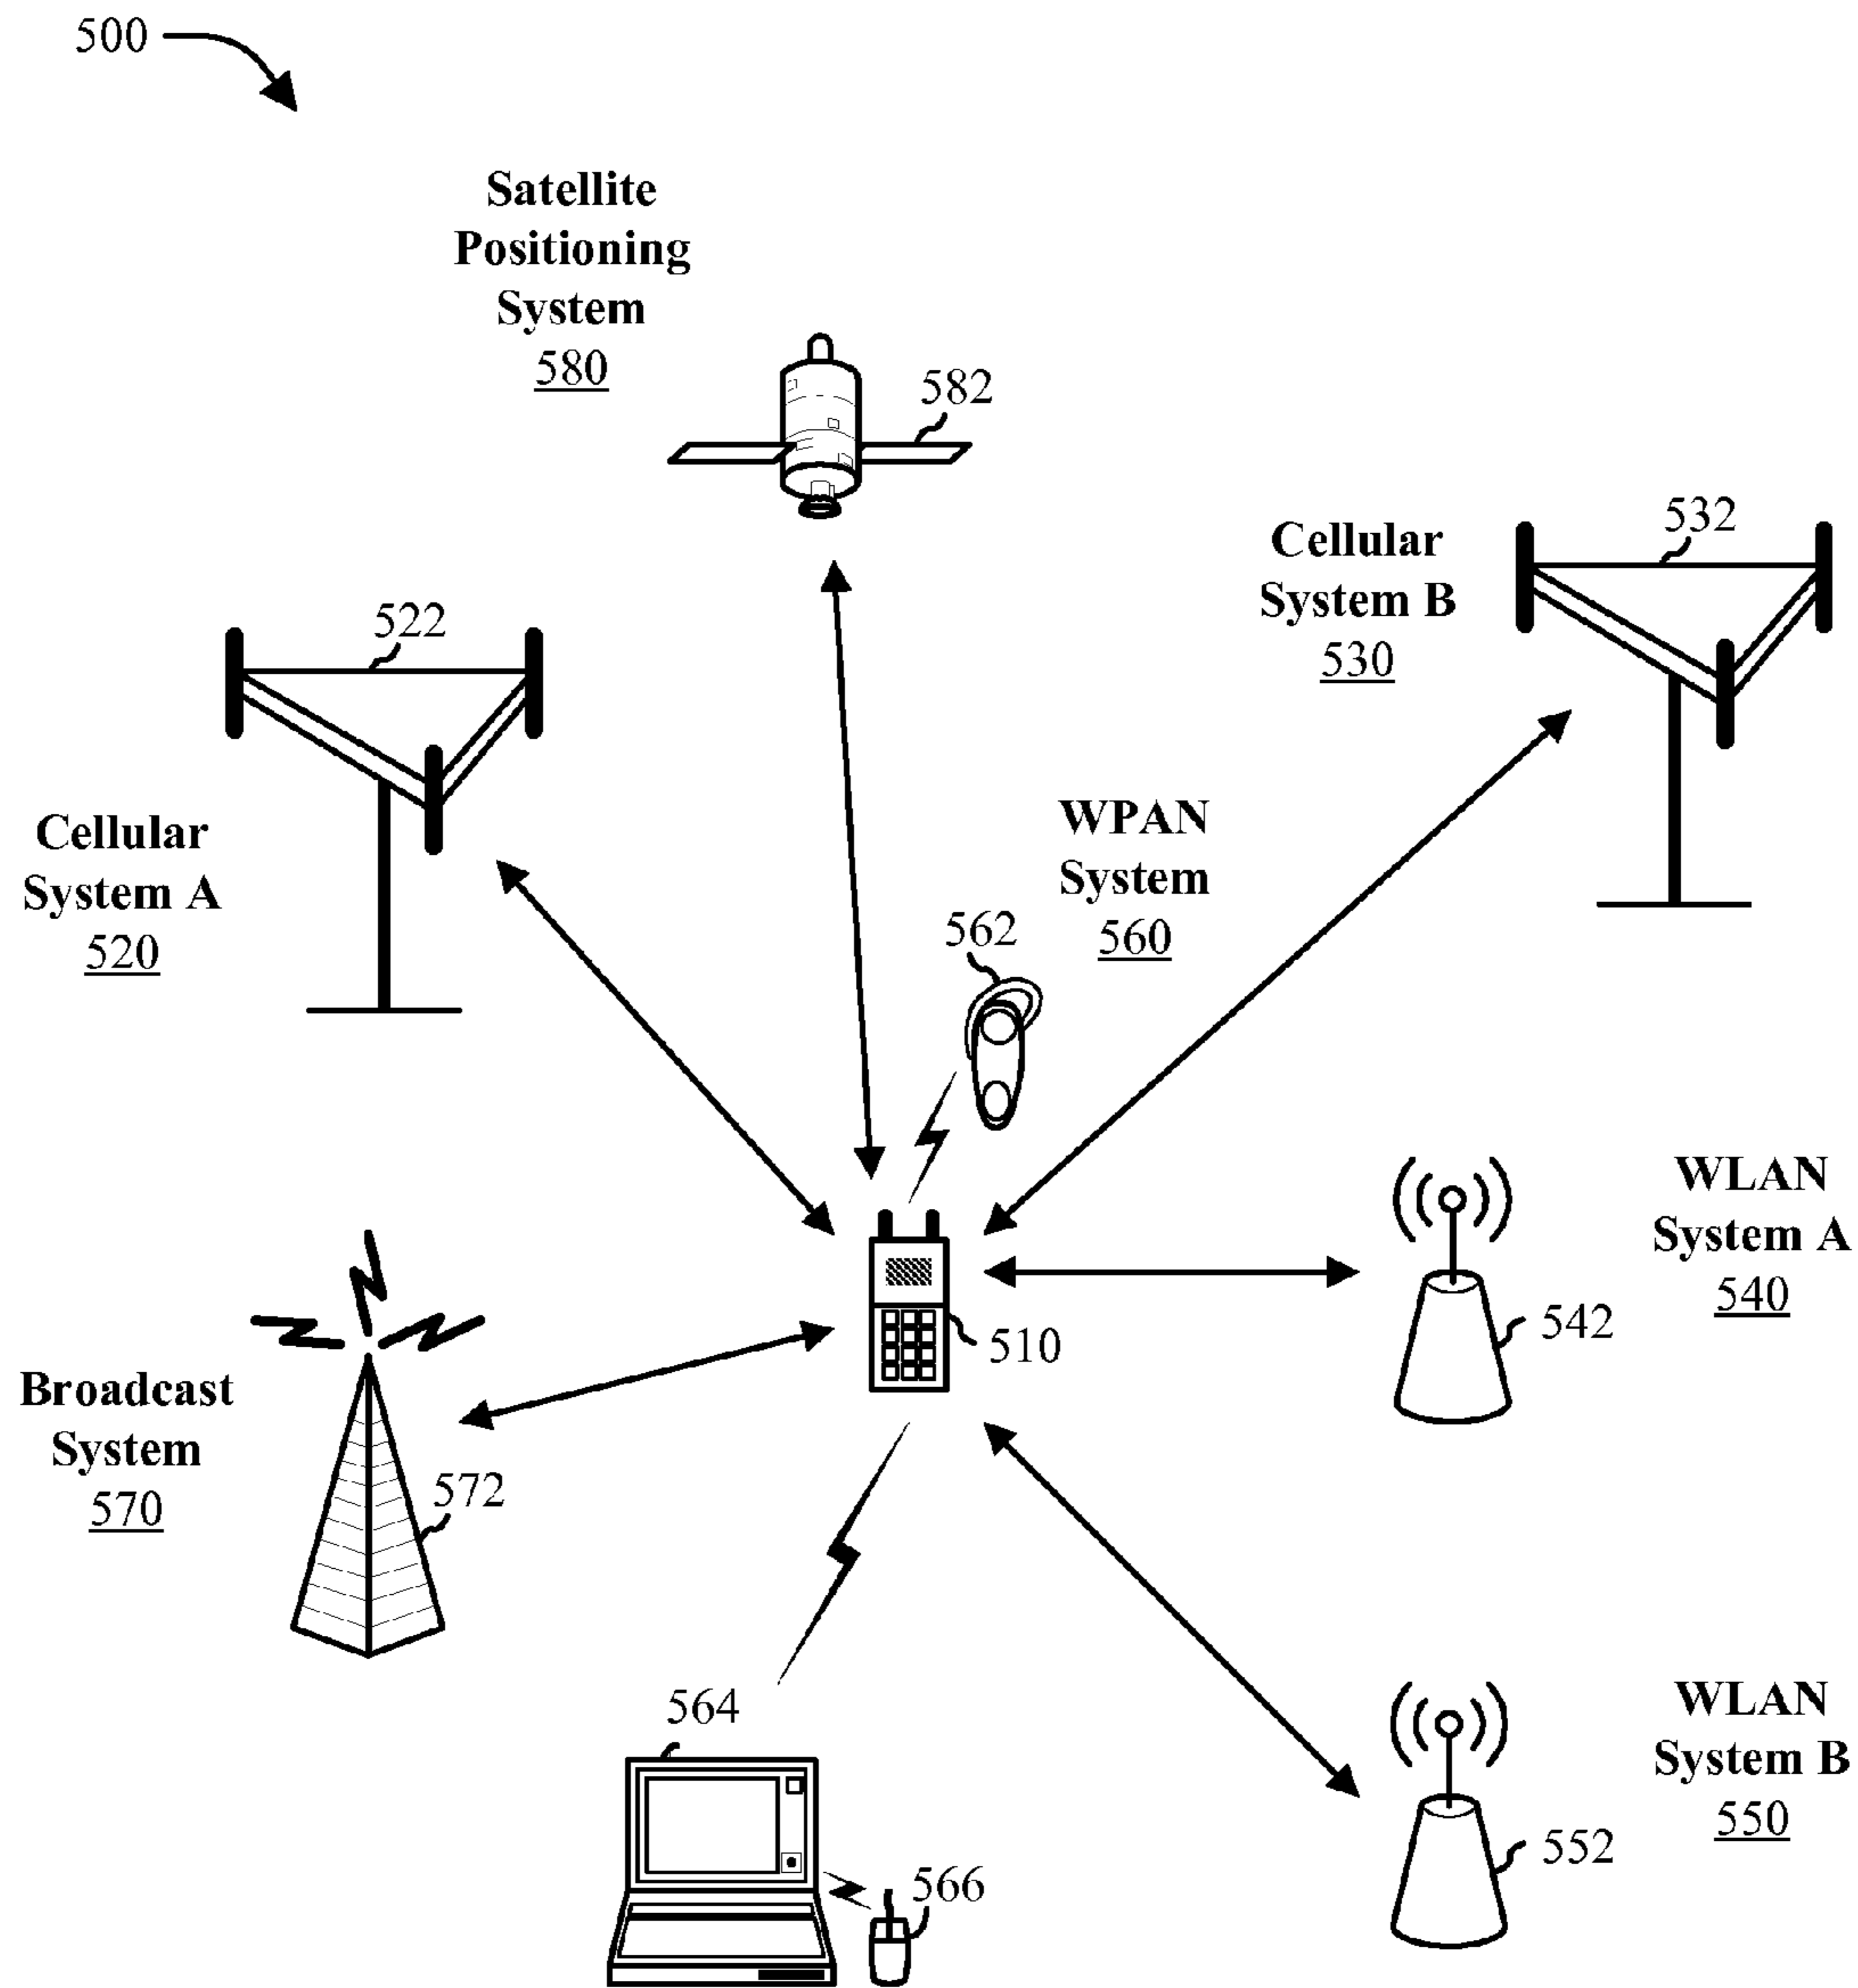 500
Satellite
Positioning
System
580
582
Cellular
System B
530
532
522
Cellular
System A
520
WPAN
System
560
562
WLAN
System A
540
542
510
Broadcast
System
570
572
564
566
WLAN
System B
550
552